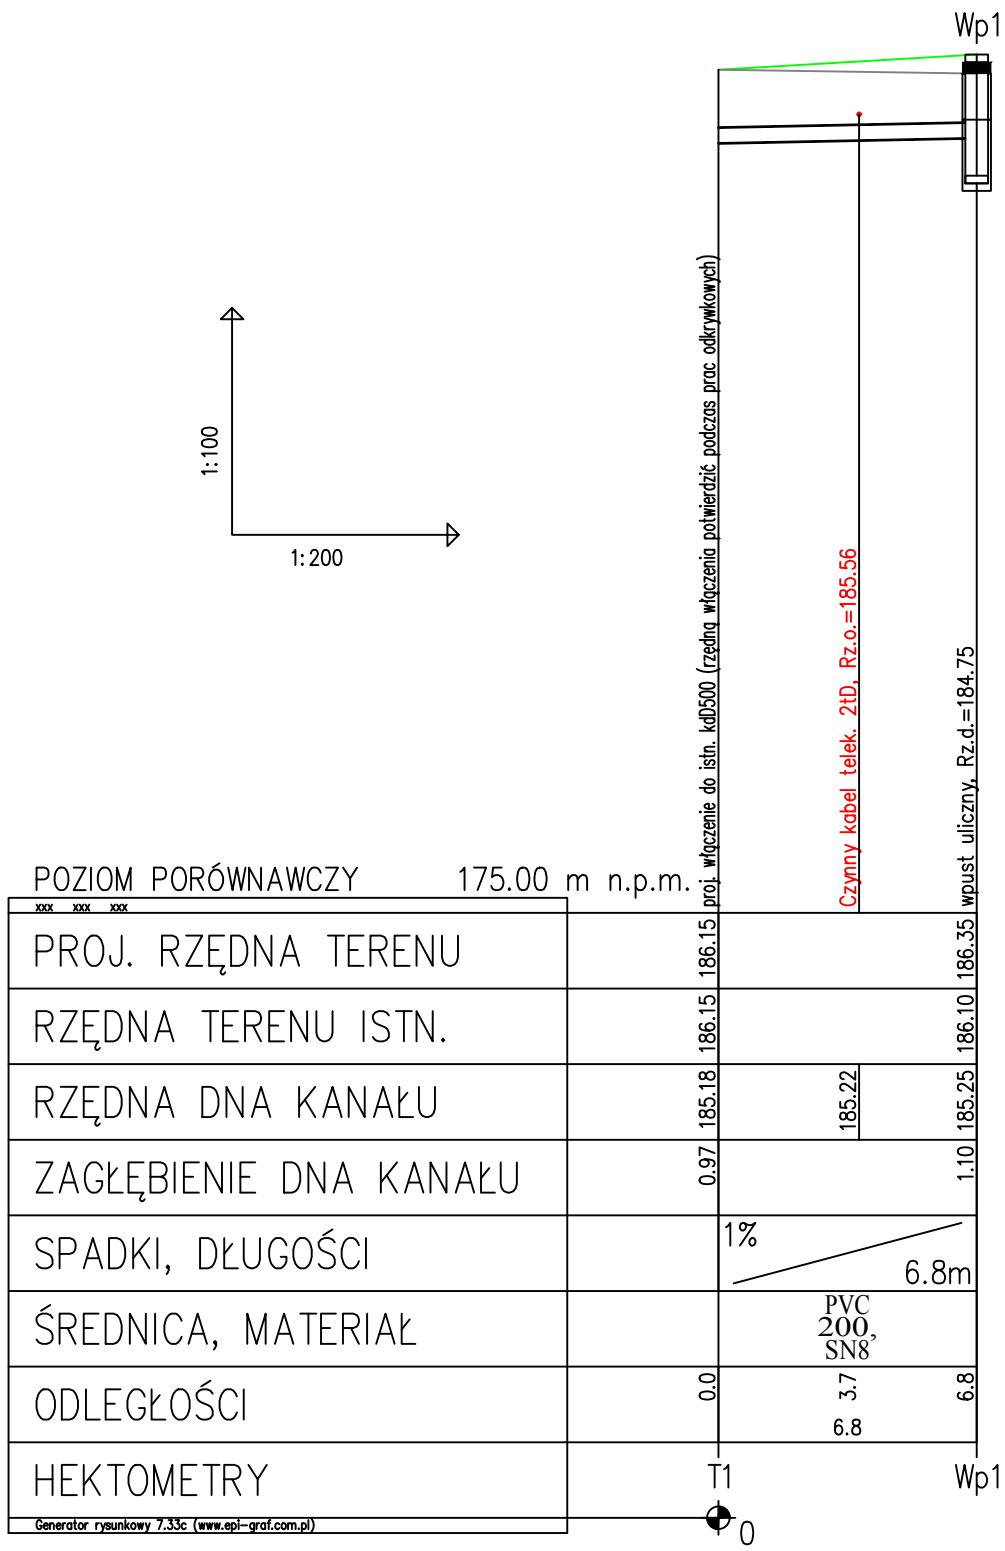 Wp1
1:100
1:200
proj. włączenie do istn. kdD500 (rzędną włączenia potwierdzić podczas prac odkrywkowych)
Czynny kabel telek. 2tD, Rz.o.=185.56
wpust uliczny, Rz.d.=184.75
POZIOM PORÓWNAWCZY 175.00 m n.p.m.
xxx xxx xxx
PROJ. RZĘDNA TERENU 186.15 186.35
RZĘDNA TERENU ISTN. 186.15 186.10
RZĘDNA DNA KANAŁU 185.18 185.22 185.25
ZAGŁĘBIENIE DNA KANAŁU 0.97 1.10
SPADKI, DŁUGOŚCI 1% 6.8m
ŚREDNICA, MATERIAŁ PVC
200,
SN8
ODLEGŁOŚCI 0.0 3.7 6.8
6.8
HEKTOMETRY T1 Wp1
Generator rysunkowy 7.33c (www.epi-graf.com.pl) 0